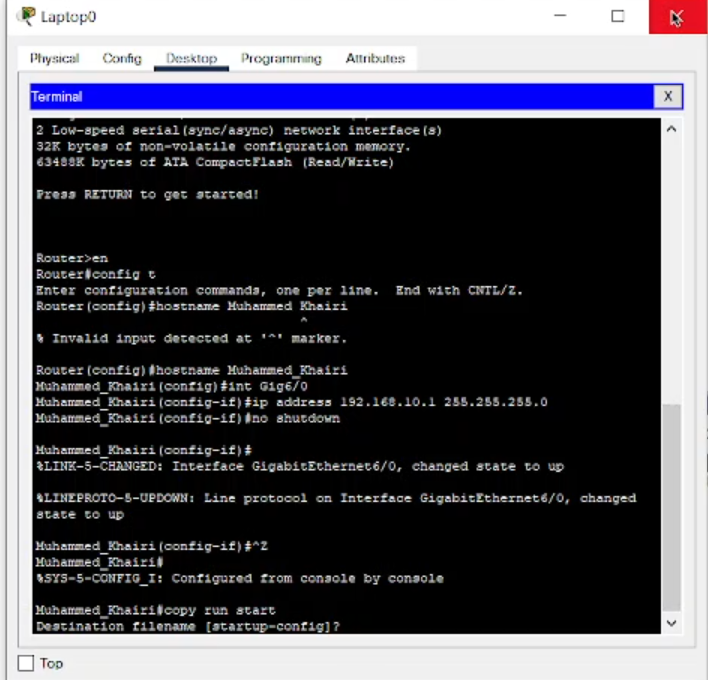 Laptop0
Physical Config Desktop Programming Attributes
Terminal
X
2 Low-speed serial(sync/async) network interface(s)
32K bytes of non-volatile configuration memory.
63488K bytes of ATA CompactFlash (Read/Write)
Press RETURN to get started!
Router>en
Router#config t
Enter configuration commands, one per line. End with CNTL/Z.
Router(config)#hostname Muhammed Khairi
^
% Invalid input detected at '^' marker.
Router(config)#hostname Muhammed_Khairi
Muhammed_Khairi(config)#int Gig6/0
Muhammed_Khairi(config-if)#ip address 192.168.10.1 255.255.255.0
Muhammed_Khairi(config-if)#no shutdown
Muhammed_Khairi(config-if)#
%LINK-5-CHANGED: Interface GigabitEthernet6/0, changed state to up
%LINEPROTO-5-UPDOWN: Line protocol on Interface GigabitEthernet6/0, changed
state to up
Muhammed_Khairi(config-if)#^Z
Muhammed_Khairi#
%SYS-5-CONFIG_I: Configured from console by console
Muhammed_Khairi#copy run start
Destination filename [startup-config]?
Top